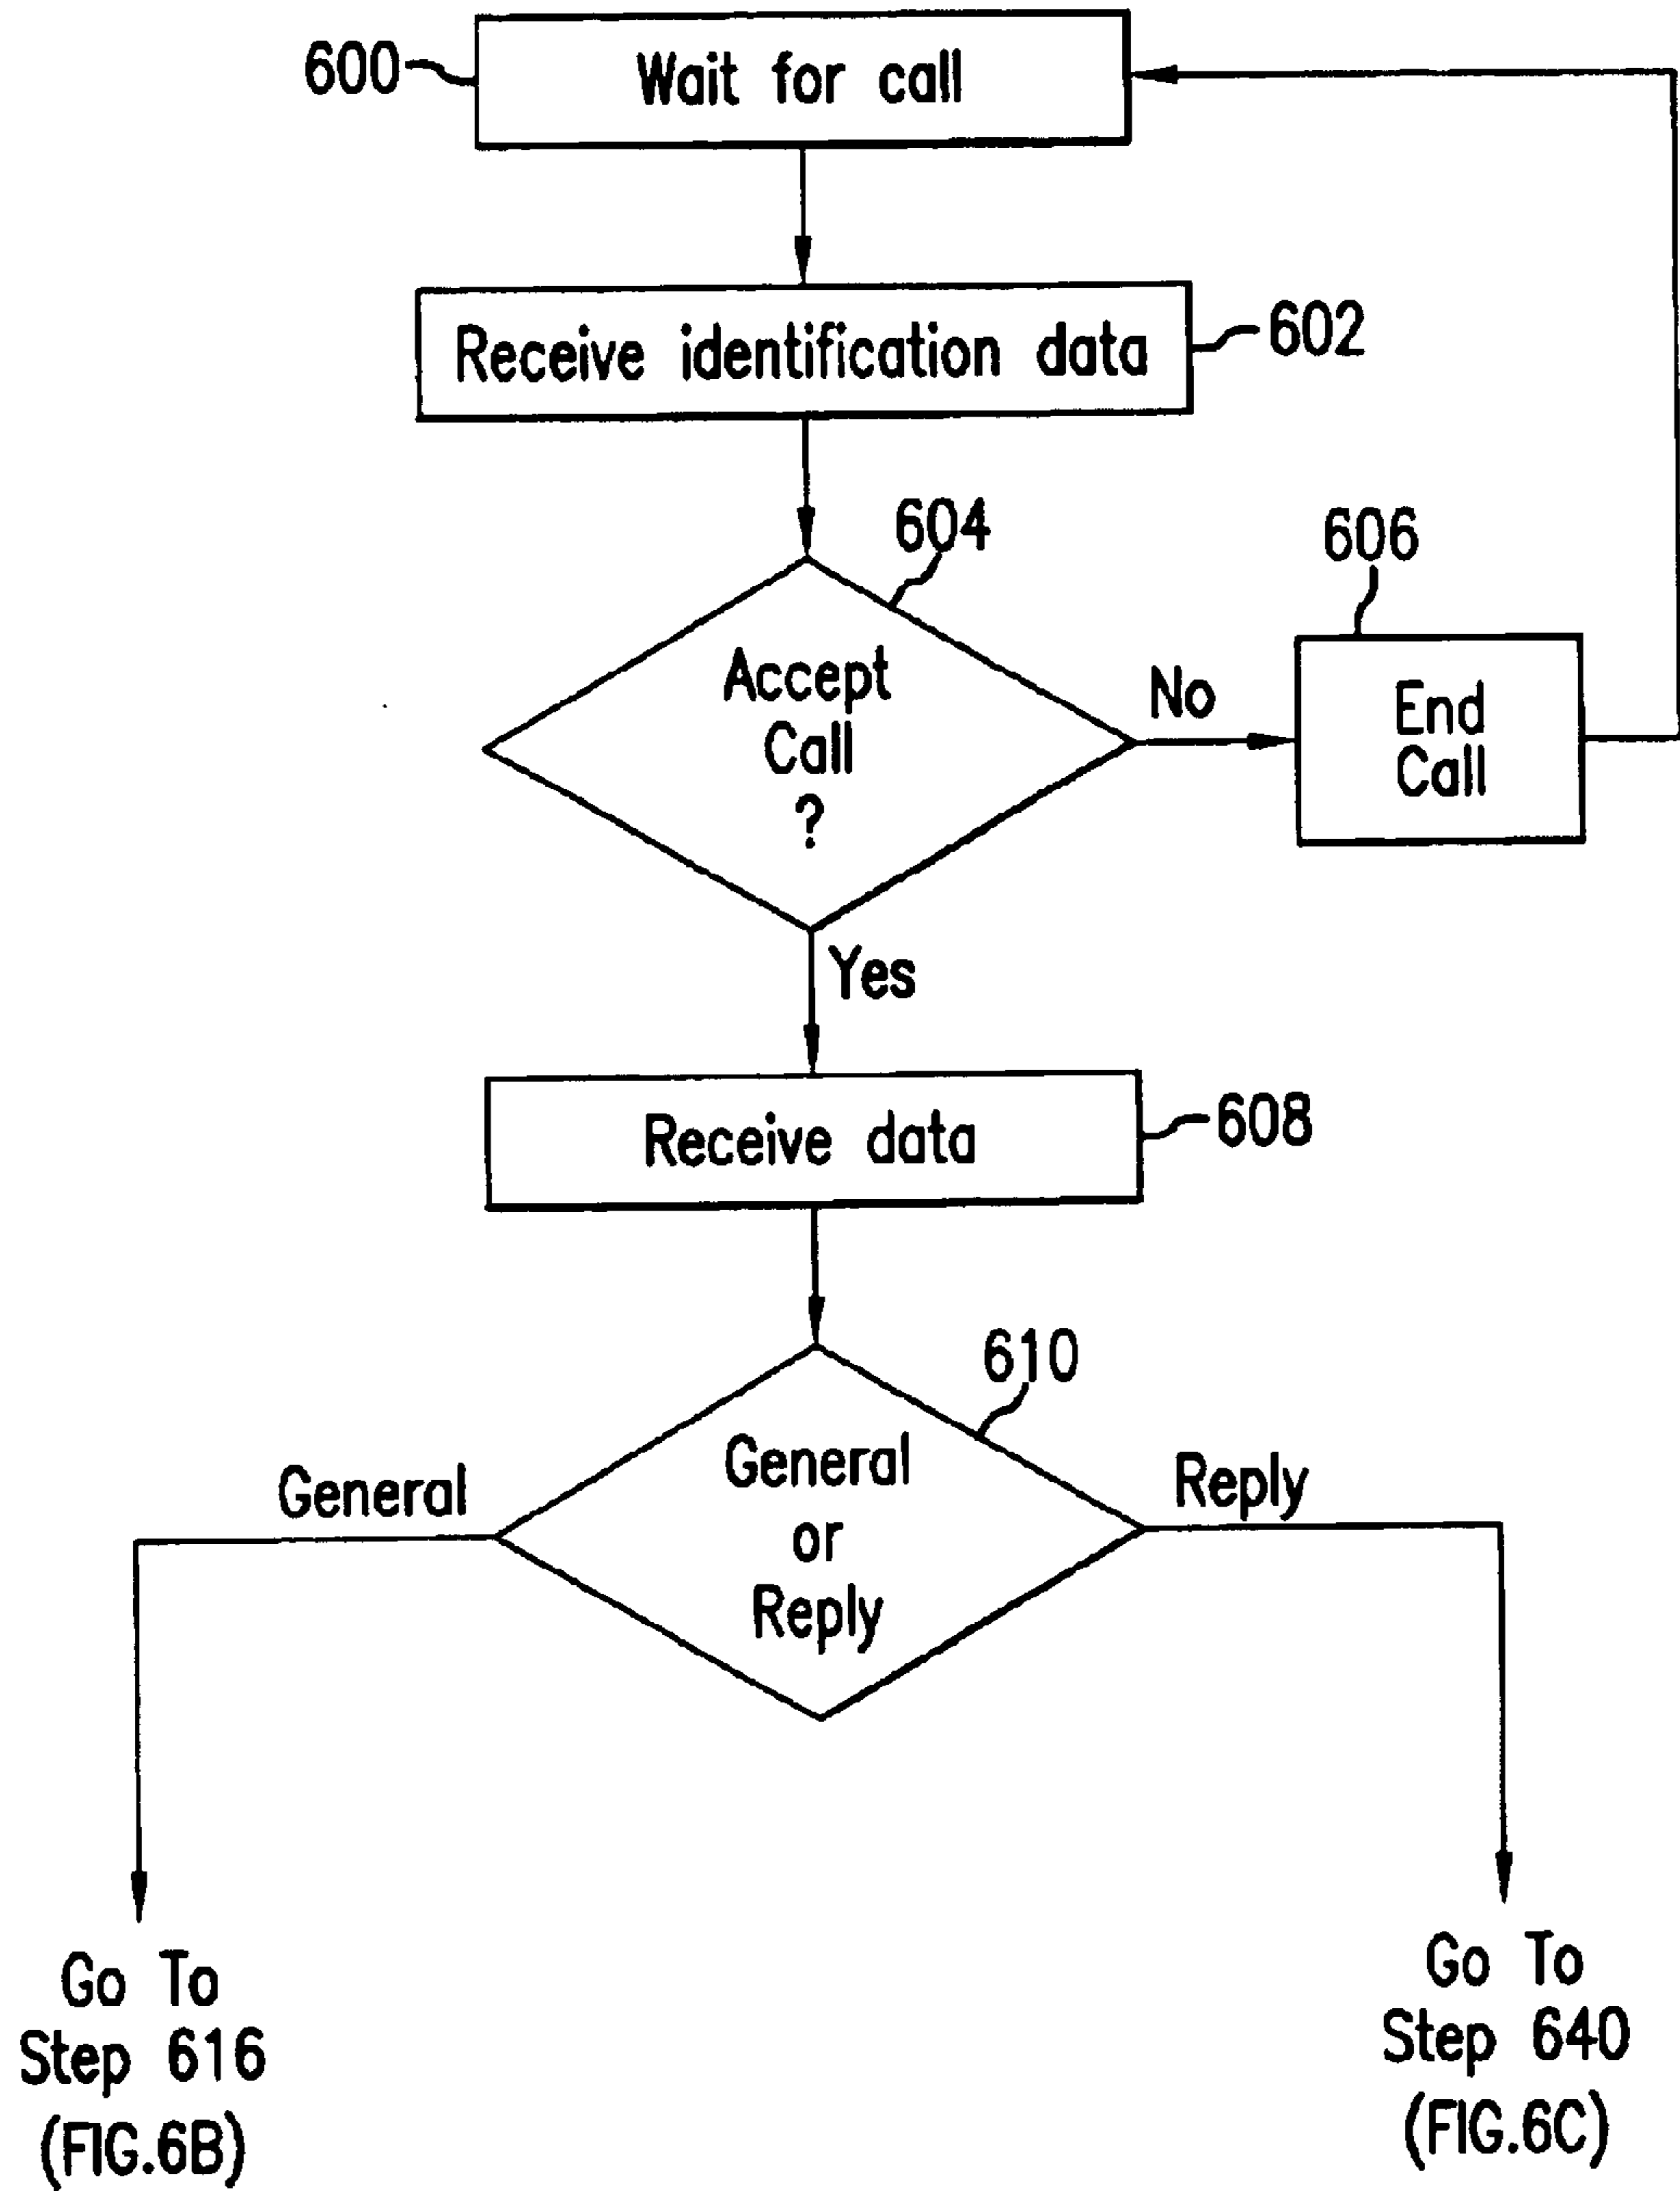 600
Wait for call
Receive identification data
602
604
606
Accept
Call
?
No
End
Call
Yes
Receive data
608
610
General
General
or
Reply
Reply
Go To
Step 616
(FIG.6B)
Go To
Step 640
(FIG.6C)